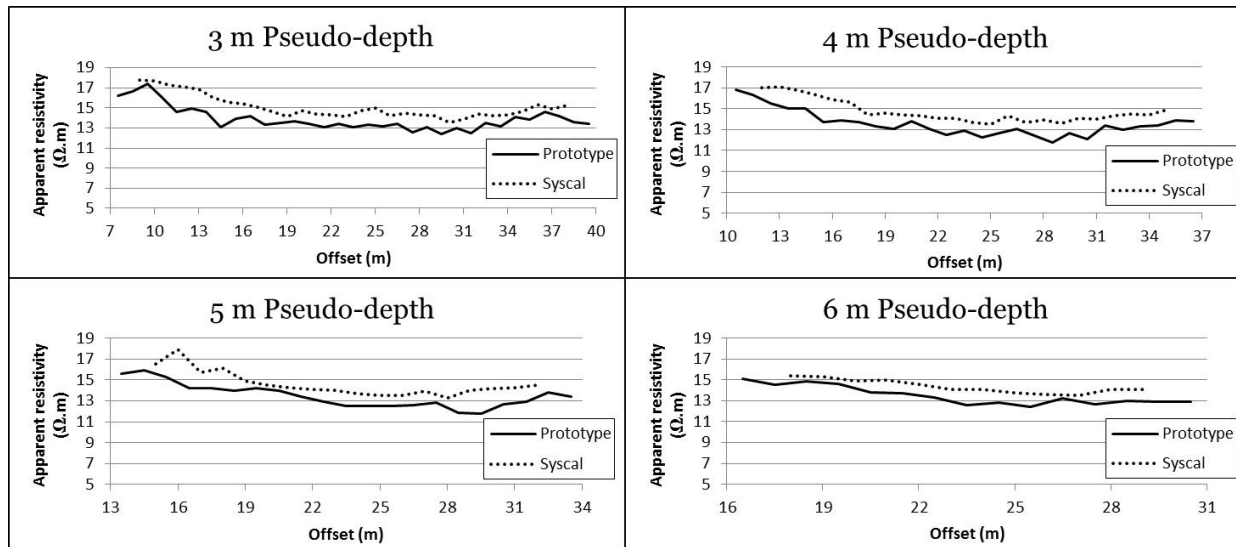 3 m Pseudo-depth
Apparent resistivity
(Ω.m)
19
17
15
13
11
9
7
5
7 10 13 16 19 22 25 28 31 34 37 40
Offset (m)
Prototype
Syscal
4 m Pseudo-depth
Apparent resistivity
(Ω.m)
19
17
15
13
11
9
7
5
10 13 16 19 22 25 28 31 34 37
Offset (m)
Prototype
Syscal
5 m Pseudo-depth
Apparent resistivity
(Ω.m)
19
17
15
13
11
9
7
5
13 16 19 22 25 28 31 34
Offset (m)
Prototype
Syscal
6 m Pseudo-depth
Apparent resistivity
(Ω.m)
19
17
15
13
11
9
7
5
16 19 22 25 28 31
Offset (m)
Prototype
Syscal